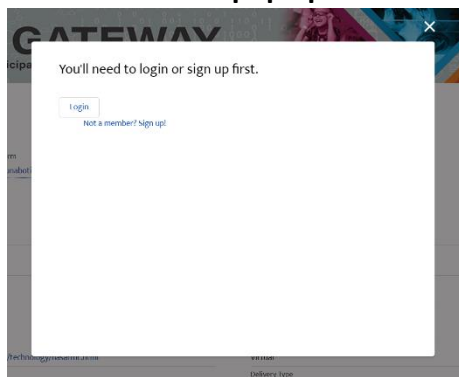 GATEWAY
You'll need to login or sign up first.
Login
Not a member? Sign up!
Virtual
Delivery Type